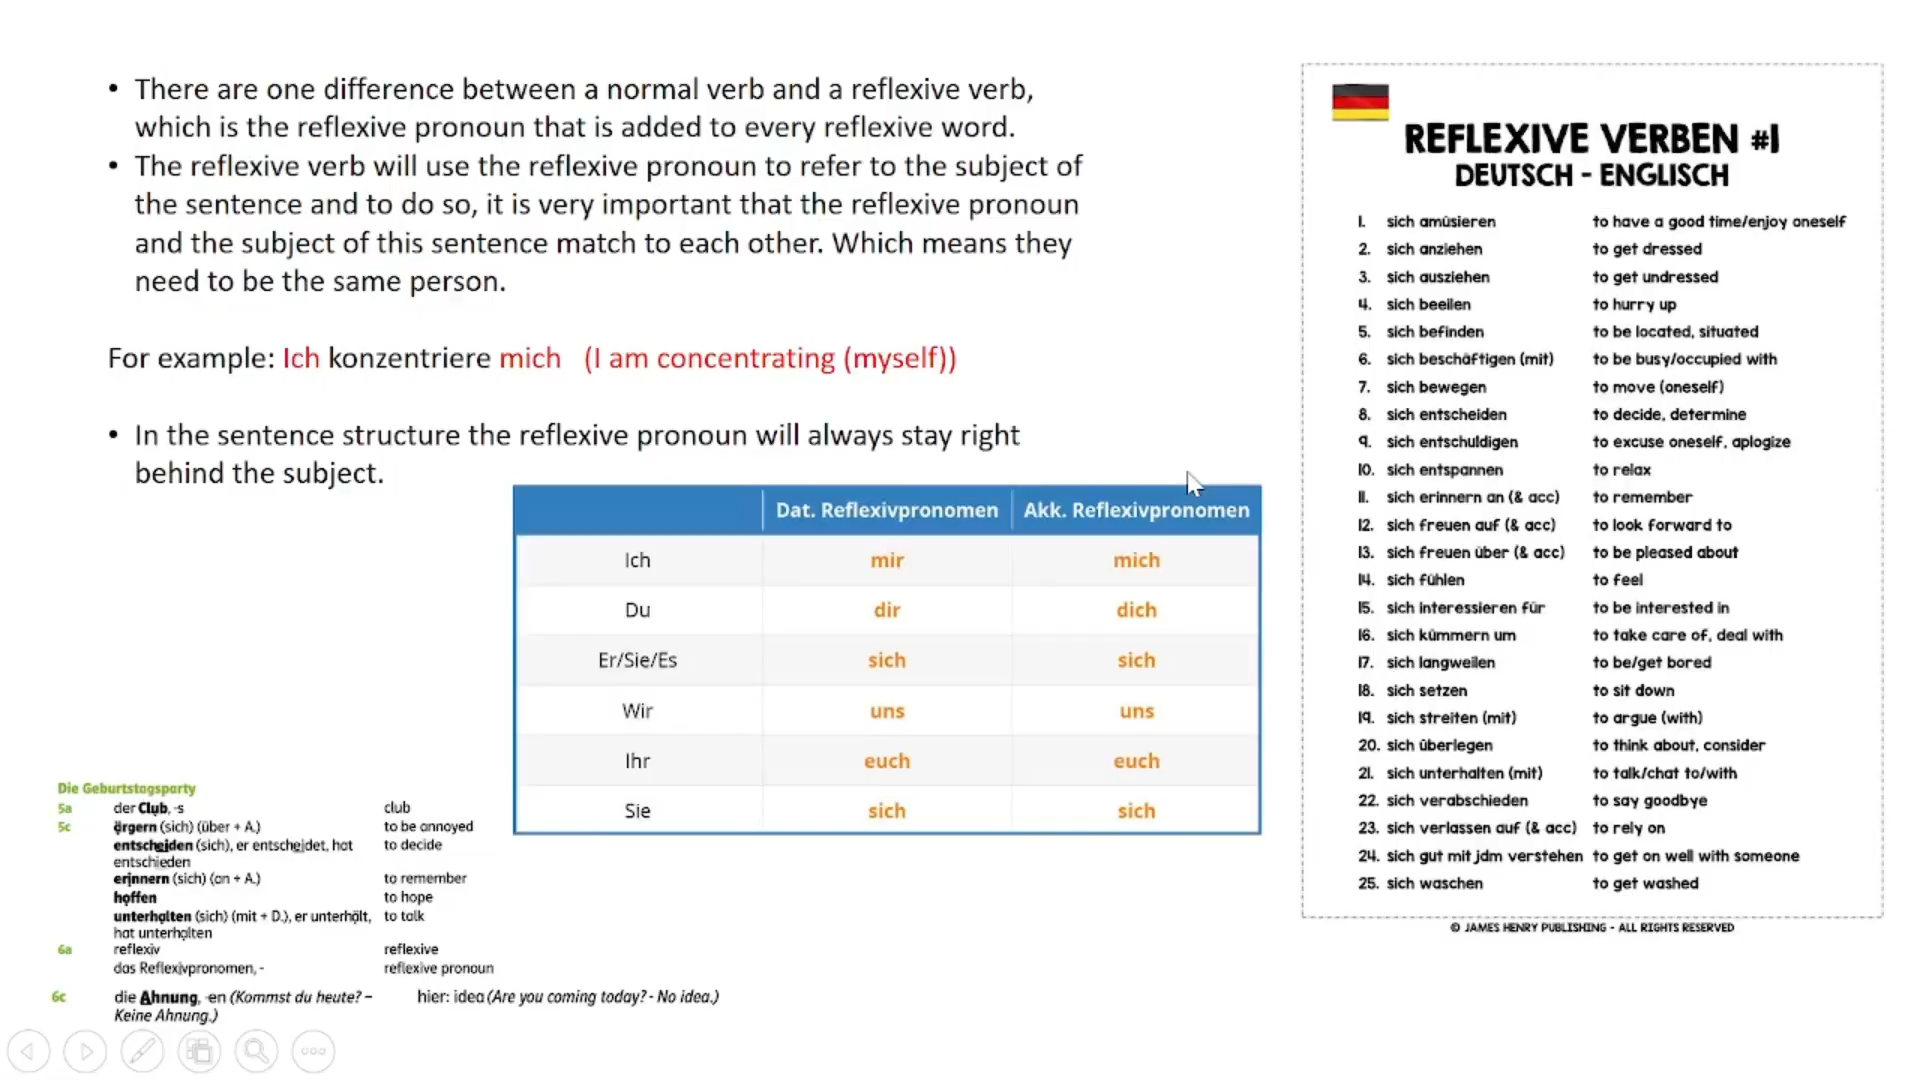 • There are one difference between a normal verb and a reflexive verb,
which is the reflexive pronoun that is added to every reflexive word.
• The reflexive verb will use the reflexive pronoun to refer to the subject of
the sentence and to do so, it is very important that the reflexive pronoun
and the subject of this sentence match to each other. Which means they
need to be the same person.
For example: Ich konzentriere mich (I am concentrating (myself))
• In the sentence structure the reflexive pronoun will always stay right
behind the subject.
Dat. Reflexivpronomen Akk. Reflexivpronomen
Ich mir mich
Du dir dich
Er/Sie/Es sich sich
Wir uns uns
Ihr euch euch
Sie sich sich
Die Geburtstagsparty
5a der Club, -s club
5c ärgern (sich) (über + A.) to be annoyed
entscheiden (sich), er entscheidet, hat to decide
entschieden
erinnern (sich) (an + A.) to remember
hoffen to hope
unterhalten (sich) (mit + D.), er unterhält, to talk
hat unterhalten
6a reflexiv reflexive
das Reflexivpronomen, - reflexive pronoun
6c die Ahnung, -en (Kommst du heute? – hier: idea (Are you coming today? - No idea.)
Keine Ahnung.)
REFLEXIVE VERBEN #1
DEUTSCH - ENGLISCH
1. sich amüsieren to have a good time/enjoy oneself
2. sich anziehen to get dressed
3. sich ausziehen to get undressed
4. sich beeilen to hurry up
5. sich befinden to be located, situated
6. sich beschäftigen (mit) to be busy/occupied with
7. sich bewegen to move (oneself)
8. sich entscheiden to decide, determine
9. sich entschuldigen to excuse oneself, aplogize
10. sich entspannen to relax
11. sich erinnern an (& acc) to remember
12. sich freuen auf (& acc) to look forward to
13. sich freuen über (& acc) to be pleased about
14. sich fühlen to feel
15. sich interessieren für to be interested in
16. sich kümmern um to take care of, deal with
17. sich langweilen to be/get bored
18. sich setzen to sit down
19. sich streiten (mit) to argue (with)
20. sich überlegen to think about, consider
21. sich unterhalten (mit) to talk/chat to/with
22. sich verabschieden to say goodbye
23. sich verlassen auf (& acc) to rely on
24. sich gut mit jdm verstehen to get on well with someone
25. sich waschen to get washed
© JAMES HENRY PUBLISHING - ALL RIGHTS RESERVED